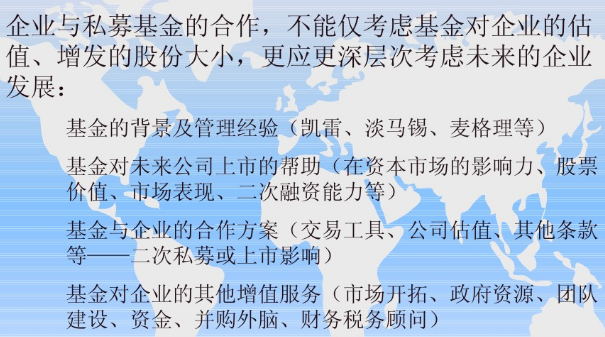 企业与私募基金的合作，不能仅考虑基金对企业的估
值、增发的股份大小，更应更深层次考虑未来的企业
发展：
基金的背景及管理经验（凯雷、淡马锡、麦格理等）
基金对未来公司上市的帮助（在资本市场的影响力、股票
价值、市场表现、二次融资能力等）
基金与企业的合作方案（交易工具、公司估值、其他条款
等——二次私募或上市影响）
基金对企业的其他增值服务（市场开拓、政府资源、团队
建设、资金、并购外脑、财务税务顾问）